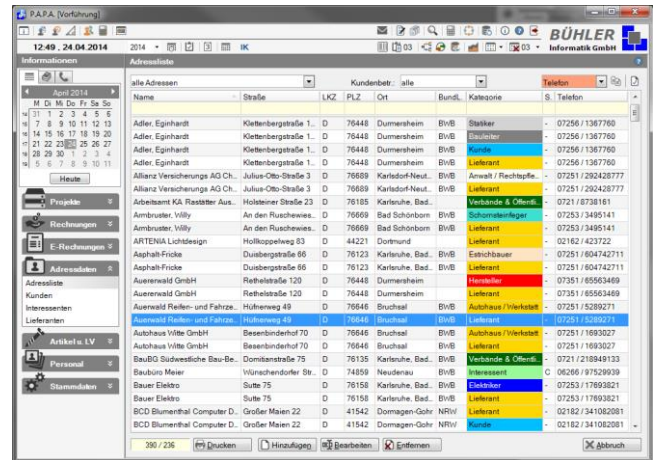 P.A.P.A. [Vorführung]
BÜHLER
Informatik GmbH
12:49 , 24.04.2014 2014 IK 03 03
Informationen Adressliste
alle Adressen Kundenbetr.: alle Telefon
April 2014
M Di Mi Do Fr Sa So
14 31 1 2 3 4 5 6
15 7 8 9 10 11 12 13
16 14 15 16 17 18 19 20
17 21 22 23 24 25 26 27
18 28 29 30 1 2 3 4
19 5 6 7 8 9 10 11
Heute
Projekte
Rechnungen
E-Rechnungen
Adressdaten
Adressliste
Kunden
Interessenten
Lieferanten
Artikel u. LV
Personal
Stammdaten
Name Straße LKZ PLZ Ort BundL. Kategorie S. Telefon
Adler, Eginhardt Klettenbergstraße 1... D 76448 Durmersheim BWB Statiker - 07256 / 1367760
Adler, Eginhardt Klettenbergstraße 1... D 76448 Durmersheim BWB Bauleiter - 07256 / 1367760
Adler, Eginhardt Klettenbergstraße 1... D 76448 Durmersheim BWB Kunde - 07256 / 1367760
Adler, Eginhardt Klettenbergstraße 1... D 76448 Durmersheim BWB Lieferant - 07256 / 1367760
Allianz Versicherungs AG Ch... Julius-Otto-Straße 3 D 76689 Karlsdorf-Neut... BWB Anwalt / Rechtspfle... - 07251 / 292428777
Allianz Versicherungs AG Ch... Julius-Otto-Straße 3 D 76689 Karlsdorf-Neut... BWB Lieferant - 07251 / 292428777
Arbeitsamt KA Rastätter Aus... Holsteiner Straße 23 D 76185 Karlsruhe, Bad... Verbände & Öffentli... - 0721 / 8738161
Armbruster, Willy An den Ruschewies... D 76669 Bad Schönborn BWB Schornsteinfeger - 07253 / 3495141
Armbruster, Willy An den Ruschewies... D 76669 Bad Schönborn BWB Lieferant - 07253 / 3495141
ARTENIA Lichtdesign Hollkoppelweg 83 D 44221 Dortmund Lieferant - 02162 / 423722
Asphalt-Fricke Duisbergstraße 66 D 76123 Karlsruhe, Bad... BWB Estrichbauer - 07251 / 604742711
Asphalt-Fricke Duisbergstraße 66 D 76123 Karlsruhe, Bad... BWB Lieferant - 07251 / 604742711
Auerenwald GmbH Rethelstraße 120 D 76448 Durmersheim Hersteller - 07351 / 65563469
Auerenwald GmbH Rethelstraße 120 D 76448 Durmersheim Lieferant - 07351 / 65563469
Auerwald Reifen- und Fahrze... Hüfnerweg 49 D 76646 Bruchsal BWB Autohaus / Werkstatt - 07251 / 5289271
Auerwald Reifen- und Fahrze... Hüfnerweg 49 D 76646 Bruchsal BWB Lieferant - 07251 / 5289271
Autohaus Witte GmbH Besenbinderhof 70 D 76646 Bruchsal BWB Autohaus / Werkstatt - 07251 / 1693027
Autohaus Witte GmbH Besenbinderhof 70 D 76646 Bruchsal BWB Lieferant - 07251 / 1693027
BauBG Südwestliche Bau-Be... Domitianstraße 75 D 76135 Karlsruhe, Bad... BWB Verbände & Öffentli... - 0721 / 218949133
Baubüro Meier Wünschendorfer Str... D 74859 Neudenau BWB Interessent C 06266 / 97529939
Bauer Elektro Sutte 75 D 76158 Karlsruhe, Bad... BWB Elektriker - 07253 / 17693821
Bauer Elektro Sutte 75 D 76158 Karlsruhe, Bad... BWB Lieferant - 07253 / 17693821
BCD Blumenthal Computer D... Großer Maien 22 D 41542 Dormagen-Gohr NRW Lieferant - 02182 / 341082081
BCD Blumenthal Computer D... Großer Maien 22 D 41542 Dormagen-Gohr NRW Kunde - 02182 / 341082081
390 / 236 Drucken Hinzufügen Bearbeiten Entfernen Abbruch